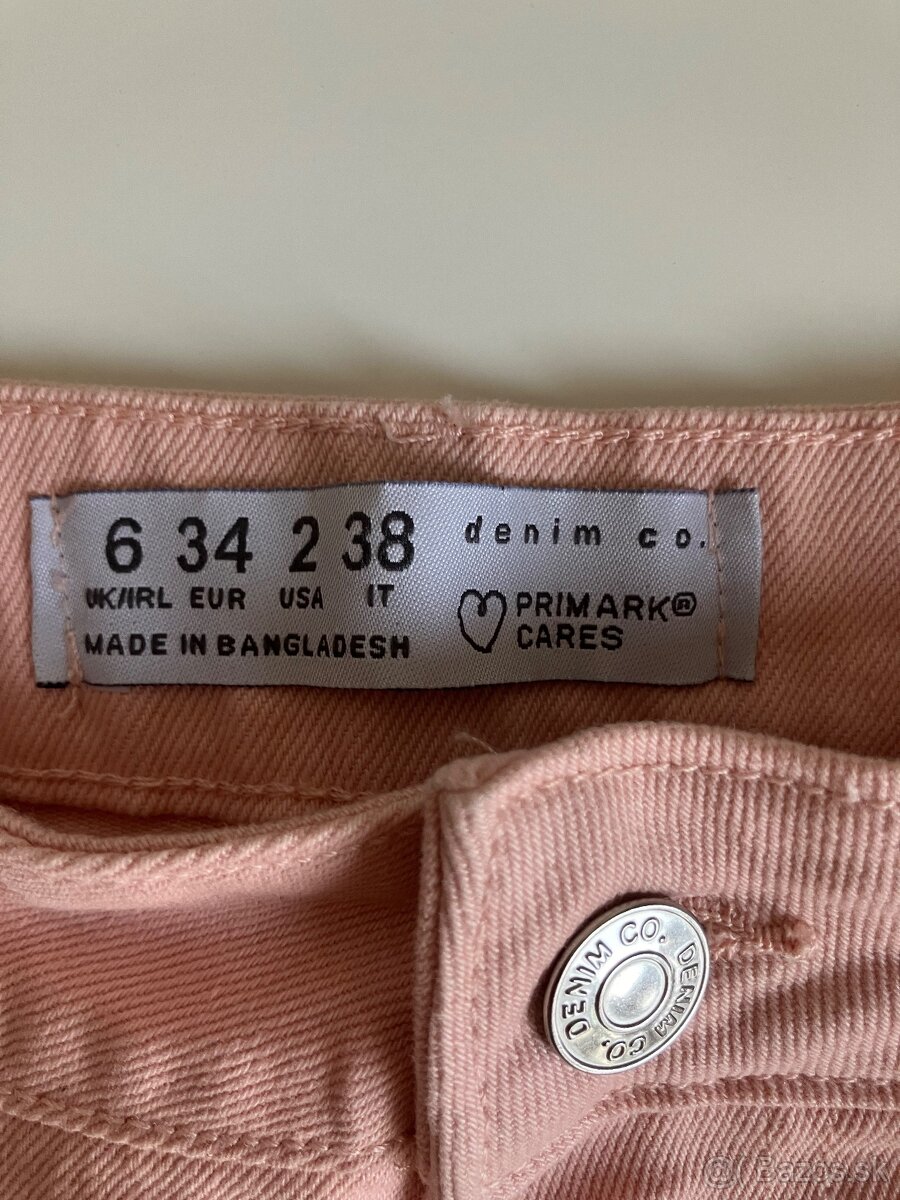 6 34 2 38
UK/IRL EUR USA IT
MADE IN BANGLADESH
denim co.
PRIMARK®
CARES
DENIM CO. DENIM CO.
@ Bazos.sk